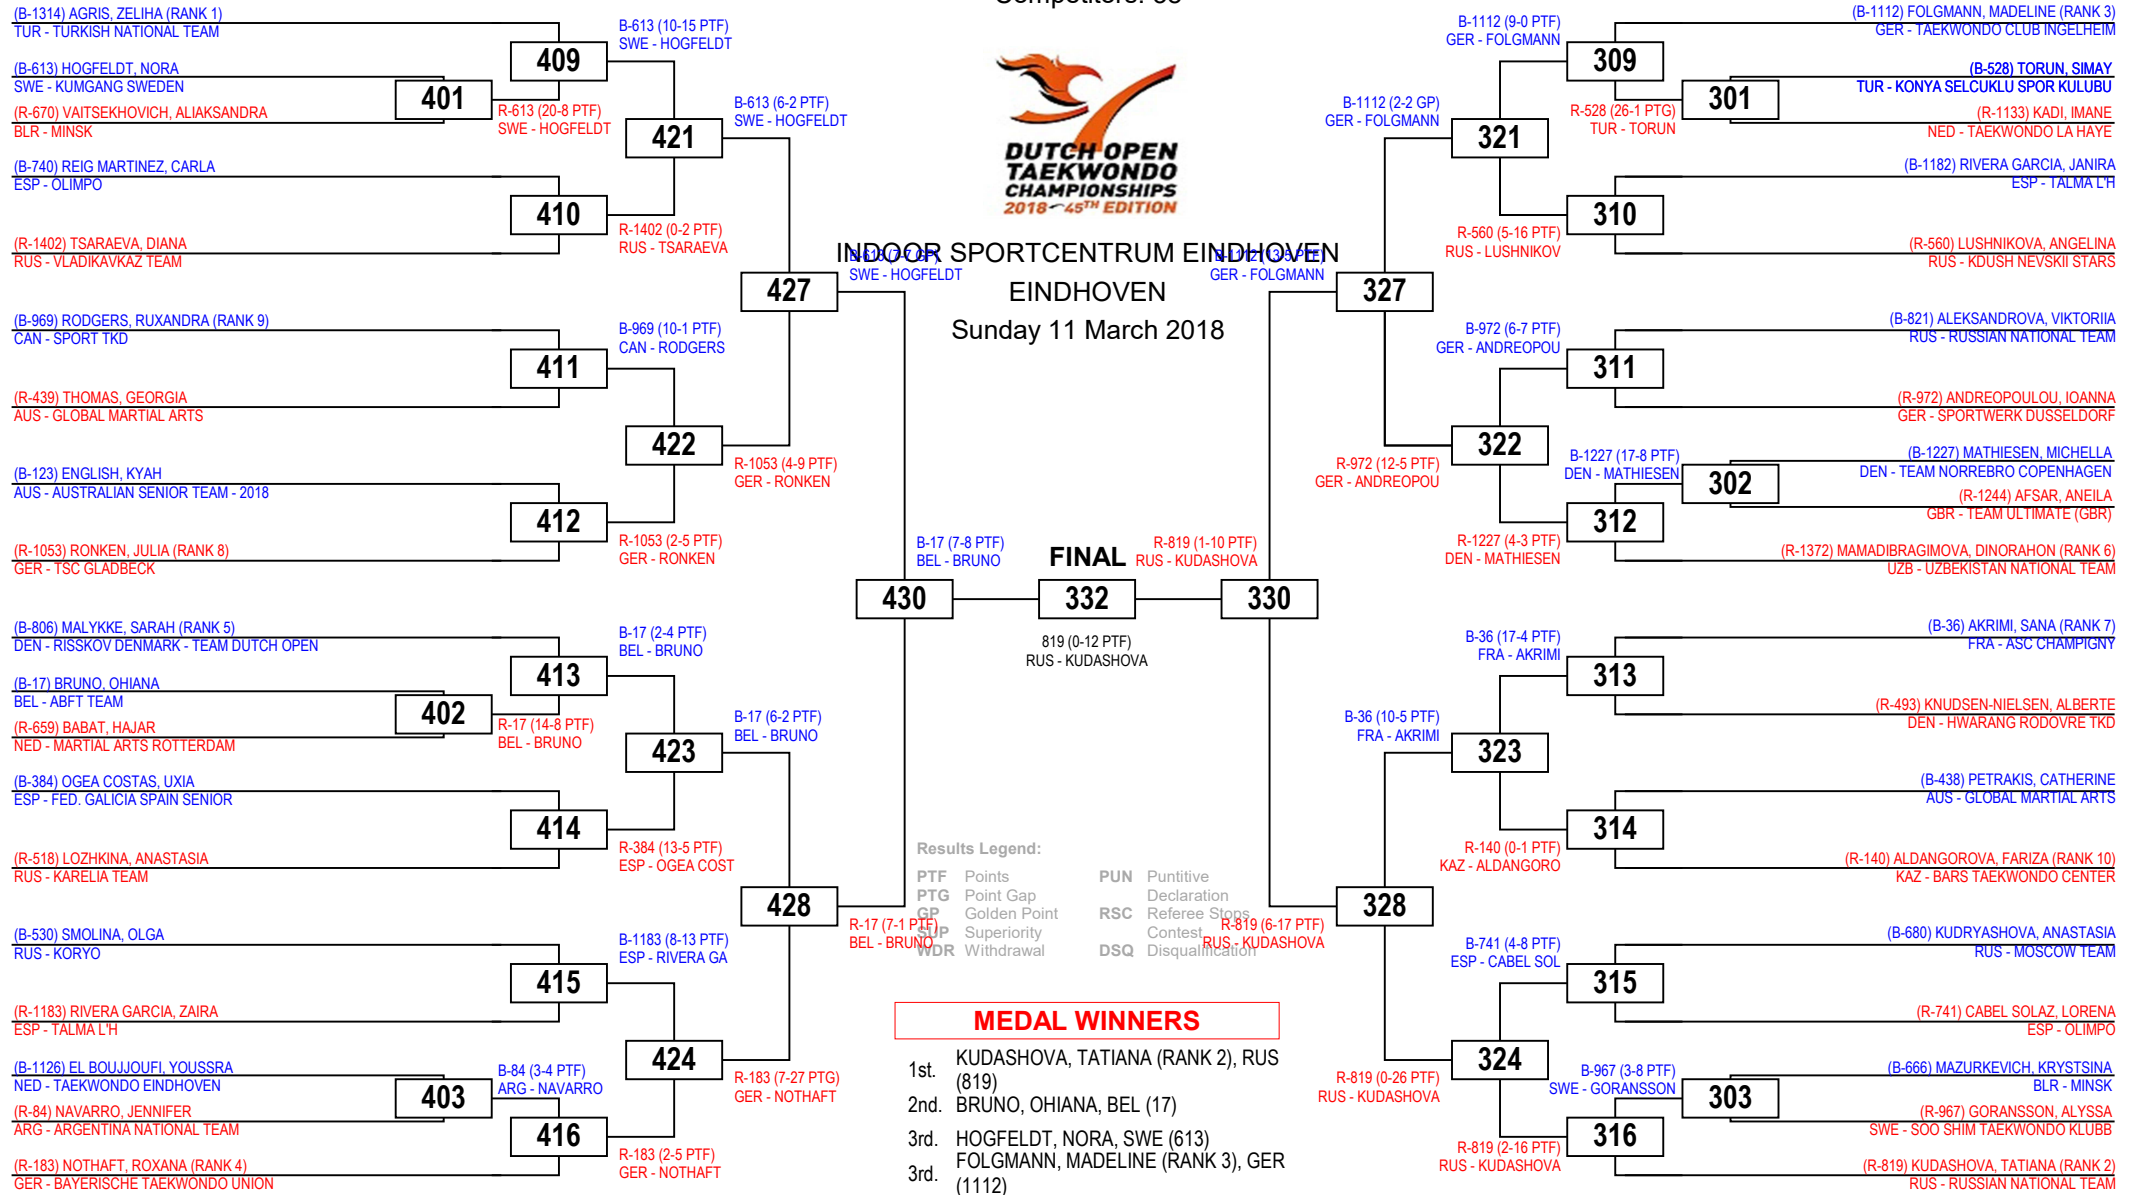 (B-1314) AGRIS, ZELIHA (RANK 1)
TUR - TURKISH NATIONAL TEAM
(B-613) HOGFELDT, NORA
SWE - KUMGANG SWEDEN
(R-670) VAITSEKHOVICH, ALIAKSANDRA
BLR - MINSK
(B-740) REIG MARTINEZ, CARLA
ESP - OLIMPO
(R-1402) TSARAEVA, DIANA
RUS - VLADIKAVKAZ TEAM
(B-969) RODGERS, RUXANDRA (RANK 9)
CAN - SPORT TKD
(R-439) THOMAS, GEORGIA
AUS - GLOBAL MARTIAL ARTS
(B-123) ENGLISH, KYAH
AUS - AUSTRALIAN SENIOR TEAM - 2018
(R-1053) RONKEN, JULIA (RANK 8)
GER - TSC GLADBECK
(B-806) MALYKKE, SARAH (RANK 5)
DEN - RISSKOV DENMARK - TEAM DUTCH OPEN
(B-17) BRUNO, OHIANA
BEL - ABFT TEAM
(R-659) BABAT, HAJAR
NED - MARTIAL ARTS ROTTERDAM
(B-384) OGEA COSTAS, UXIA
ESP - FED. GALICIA SPAIN SENIOR
(R-518) LOZHKINA, ANASTASIA
RUS - KARELIA TEAM
(B-530) SMOLINA, OLGA
RUS - KORYO
(R-1183) RIVERA GARCIA, ZAIRA
ESP - TALMA L'H
(B-1126) EL BOUJJOUFI, YOUSSRA
NED - TAEKWONDO EINDHOVEN
(R-84) NAVARRO, JENNIFER
ARG - ARGENTINA NATIONAL TEAM
(R-183) NOTHAFT, ROXANA (RANK 4)
GER - BAYERISCHE TAEKWONDO UNION
401
R-613 (20-8 PTF)
SWE - HOGFELDT
402
R-17 (14-8 PTF)
BEL - BRUNO
403
B-84 (3-4 PTF)
ARG - NAVARRO
409
B-613 (10-15 PTF)
SWE - HOGFELDT
410
R-1402 (0-2 PTF)
RUS - TSARAEVA
411
B-969 (10-1 PTF)
CAN - RODGERS
412
R-1053 (2-5 PTF)
GER - RONKEN
413
B-17 (2-4 PTF)
BEL - BRUNO
414
R-384 (13-5 PTF)
ESP - OGEA COST
415
B-1183 (8-13 PTF)
ESP - RIVERA GA
416
R-183 (2-5 PTF)
GER - NOTHAFT
421
B-613 (6-2 PTF)
SWE - HOGFELDT
422
R-1053 (4-9 PTF)
GER - RONKEN
423
B-17 (6-2 PTF)
BEL - BRUNO
424
R-183 (7-27 PTG)
GER - NOTHAFT
427
B-613 (7-7 GP)
SWE - HOGFELDT
428
R-17 (7-1 PTF)
BEL - BRUNO
430
B-17 (7-8 PTF)
BEL - BRUNO
DUTCH OPEN
TAEKWONDO
CHAMPIONSHIPS
2018 - 45TH EDITION
INDOOR SPORTCENTRUM EINDHOVEN
EINDHOVEN
Sunday 11 March 2018
FINAL
332
819 (0-12 PTF)
RUS - KUDASHOVA
Results Legend:
PTF Points
PTG Point Gap
GP Golden Point
SUP Superiority
WDR Withdrawal
PUN Puntitive
Declaration
RSC Referee Stops
Contest
DSQ Disqualification
MEDAL WINNERS
1st. KUDASHOVA, TATIANA (RANK 2), RUS
(819)
2nd. BRUNO, OHIANA, BEL (17)
3rd. HOGFELDT, NORA, SWE (613)
3rd. FOLGMANN, MADELINE (RANK 3), GER
(1112)
R-819 (1-10 PTF)
RUS - KUDASHOVA
330
B-1112 (13-5 PTF)
GER - FOLGMANN
327
R-819 (6-17 PTF)
RUS - KUDASHOVA
328
B-1112 (2-2 GP)
GER - FOLGMANN
321
R-972 (12-5 PTF)
GER - ANDREOPOU
322
B-36 (10-5 PTF)
FRA - AKRIMI
323
R-819 (0-26 PTF)
RUS - KUDASHOVA
324
B-1112 (9-0 PTF)
GER - FOLGMANN
309
R-560 (5-16 PTF)
RUS - LUSHNIKOV
310
B-972 (6-7 PTF)
GER - ANDREOPOU
311
R-1227 (4-3 PTF)
DEN - MATHIESEN
312
B-36 (17-4 PTF)
FRA - AKRIMI
313
R-140 (0-1 PTF)
KAZ - ALDANGORO
314
B-741 (4-8 PTF)
ESP - CABEL SOL
315
R-819 (2-16 PTF)
RUS - KUDASHOVA
316
R-528 (26-1 PTG)
TUR - TORUN
301
B-1227 (17-8 PTF)
DEN - MATHIESEN
302
B-967 (3-8 PTF)
SWE - GORANSSON
303
(B-1112) FOLGMANN, MADELINE (RANK 3)
GER - TAEKWONDO CLUB INGELHEIM
(B-528) TORUN, SIMAY
TUR - KONYA SELCUKLU SPOR KULUBU
(R-1133) KADI, IMANE
NED - TAEKWONDO LA HAYE
(B-1182) RIVERA GARCIA, JANIRA
ESP - TALMA L'H
(R-560) LUSHNIKOVA, ANGELINA
RUS - KDUSH NEVSKII STARS
(B-821) ALEKSANDROVA, VIKTORIIA
RUS - RUSSIAN NATIONAL TEAM
(R-972) ANDREOPOULOU, IOANNA
GER - SPORTWERK DUSSELDORF
(B-1227) MATHIESEN, MICHELLA
DEN - TEAM NORREBRO COPENHAGEN
(R-1244) AFSAR, ANEILA
GBR - TEAM ULTIMATE (GBR)
(R-1372) MAMADIBRAGIMOVA, DINORAHON (RANK 6)
UZB - UZBEKISTAN NATIONAL TEAM
(B-36) AKRIMI, SANA (RANK 7)
FRA - ASC CHAMPIGNY
(R-493) KNUDSEN-NIELSEN, ALBERTE
DEN - HWARANG RODOVRE TKD
(B-438) PETRAKIS, CATHERINE
AUS - GLOBAL MARTIAL ARTS
(R-140) ALDANGOROVA, FARIZA (RANK 10)
KAZ - BARS TAEKWONDO CENTER
(B-680) KUDRYASHOVA, ANASTASIA
RUS - MOSCOW TEAM
(R-741) CABEL SOLAZ, LORENA
ESP - OLIMPO
(B-666) MAZURKEVICH, KRYSTSINA
BLR - MINSK
(R-967) GORANSSON, ALYSSA
SWE - SOO SHIM TAEKWONDO KLUBB
(R-819) KUDASHOVA, TATIANA (RANK 2)
RUS - RUSSIAN NATIONAL TEAM